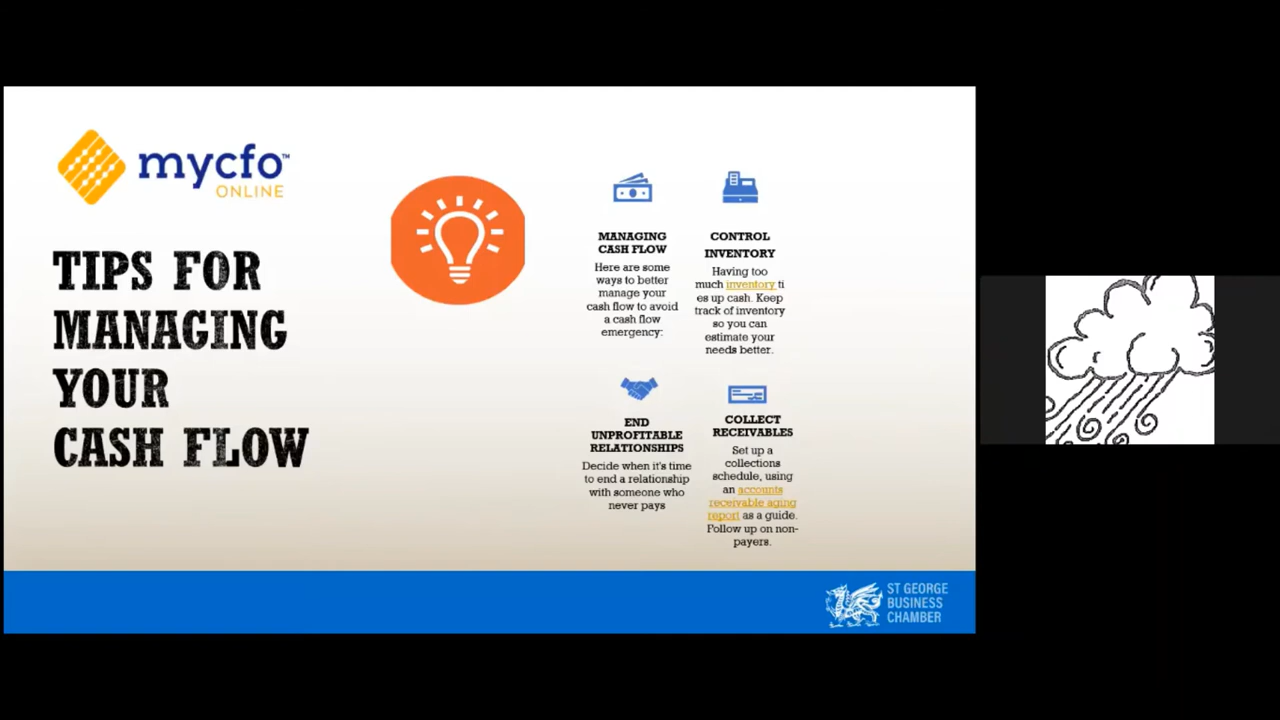 mycfo™
ONLINE
TIPS FOR
MANAGING
YOUR
CASH FLOW
MANAGING
CASH FLOW
Here are some
ways to better
manage your
cash flow to avoid
a cash flow
emergency:
CONTROL
INVENTORY
Having too
much inventory ti
es up cash. Keep
track of inventory
so you can
estimate your
needs better.
END
UNPROFITABLE
RELATIONSHIPS
Decide when it's time
to end a relationship
with someone who
never pays
COLLECT
RECEIVABLES
Set up a
collections
schedule, using
an accounts
receivable aging
report as a guide.
Follow up on non-
payers.
ST GEORGE
BUSINESS
CHAMBER